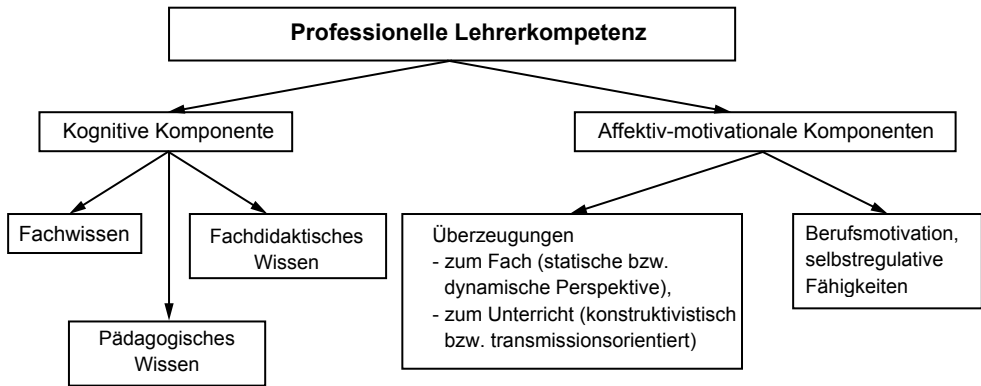 Professionelle Lehrerkompetenz
Kognitive Komponente
Affektiv-motivationale Komponenten
Fachwissen
Pädagogisches
Wissen
Fachdidaktisches
Wissen
Überzeugungen
- zum Fach (statische bzw.
dynamische Perspektive),
- zum Unterricht (konstruktivistisch
bzw. transmissionsorientiert)
Berufsmotivation,
selbstregulative
Fähigkeiten